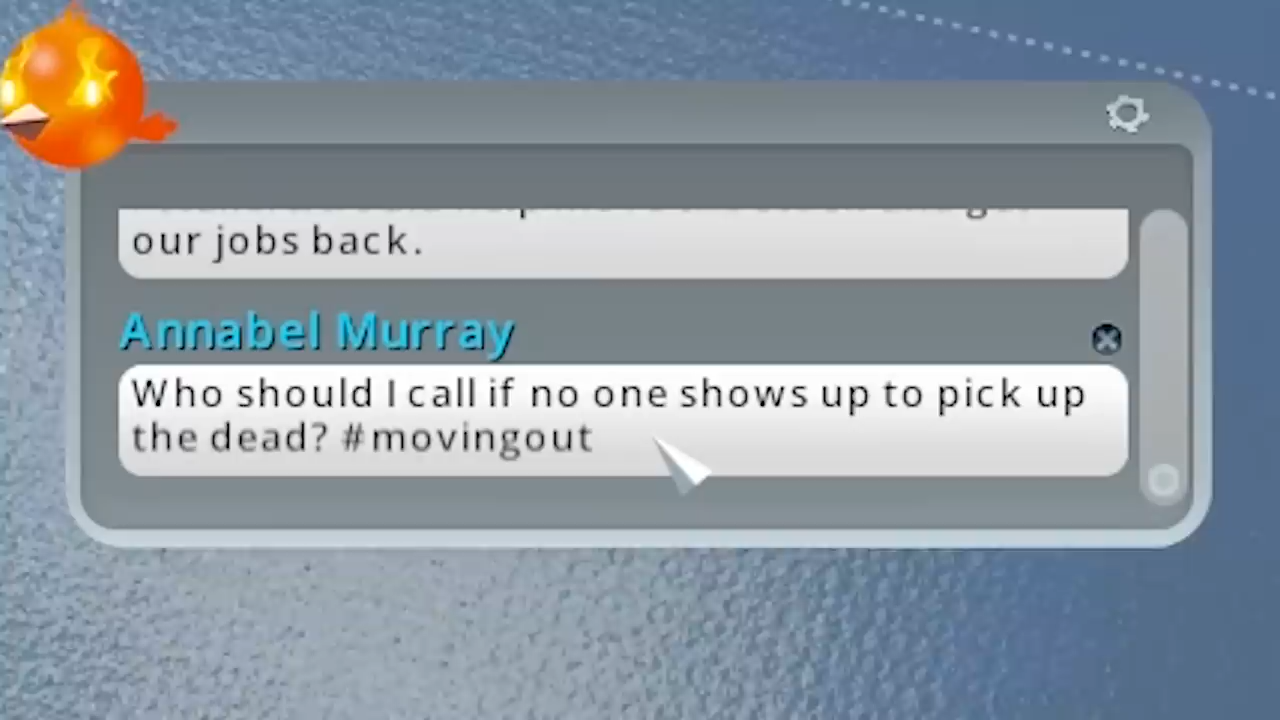 our jobs back.
Annabel Murray
Who should I call if no one shows up to pick up
the dead? #movingout